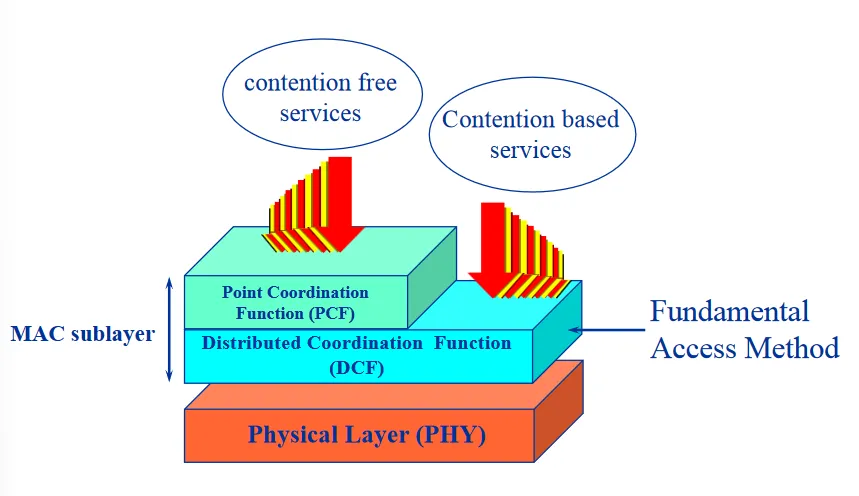 contention free
services
Contention based
services
Point Coordination
Function (PCF)
MAC sublayer
Distributed Coordination Function
(DCF)
Fundamental
Access Method
Physical Layer (PHY)